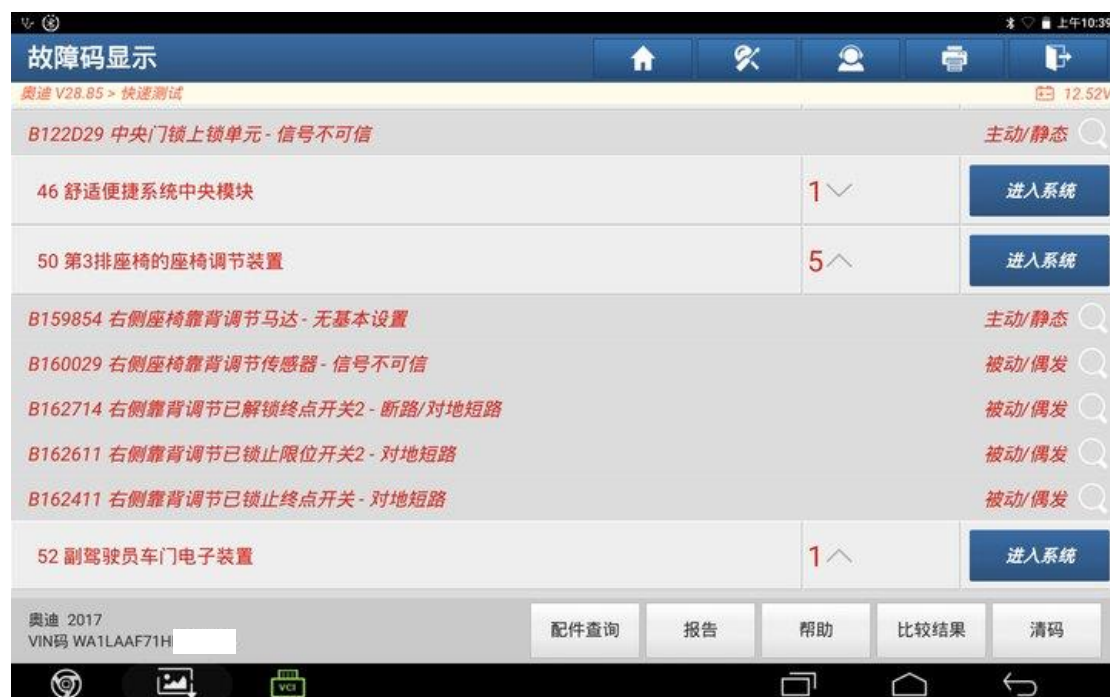 上午10:39
故障码显示
奥迪 V28.85 > 快速测试
12.52V
B122D29 中央门锁上锁单元 - 信号不可信 主动/静态
46 舒适便捷系统中央模块 1 进入系统
50 第3排座椅的座椅调节装置 5 进入系统
B159854 右侧座椅靠背调节马达 - 无基本设置 主动/静态
B160029 右侧座椅靠背调节传感器 - 信号不可信 被动/偶发
B162714 右侧靠背调节已解锁终点开关2 - 断路/对地短路 被动/偶发
B162611 右侧靠背调节已锁止限位开关2 - 对地短路 被动/偶发
B162411 右侧靠背调节已锁止终点开关 - 对地短路 被动/偶发
52 副驾驶员车门电子装置 1 进入系统
奥迪 2017
VIN码 WA1LAAF71H
配件查询 报告 帮助 比较结果 清码
VCI